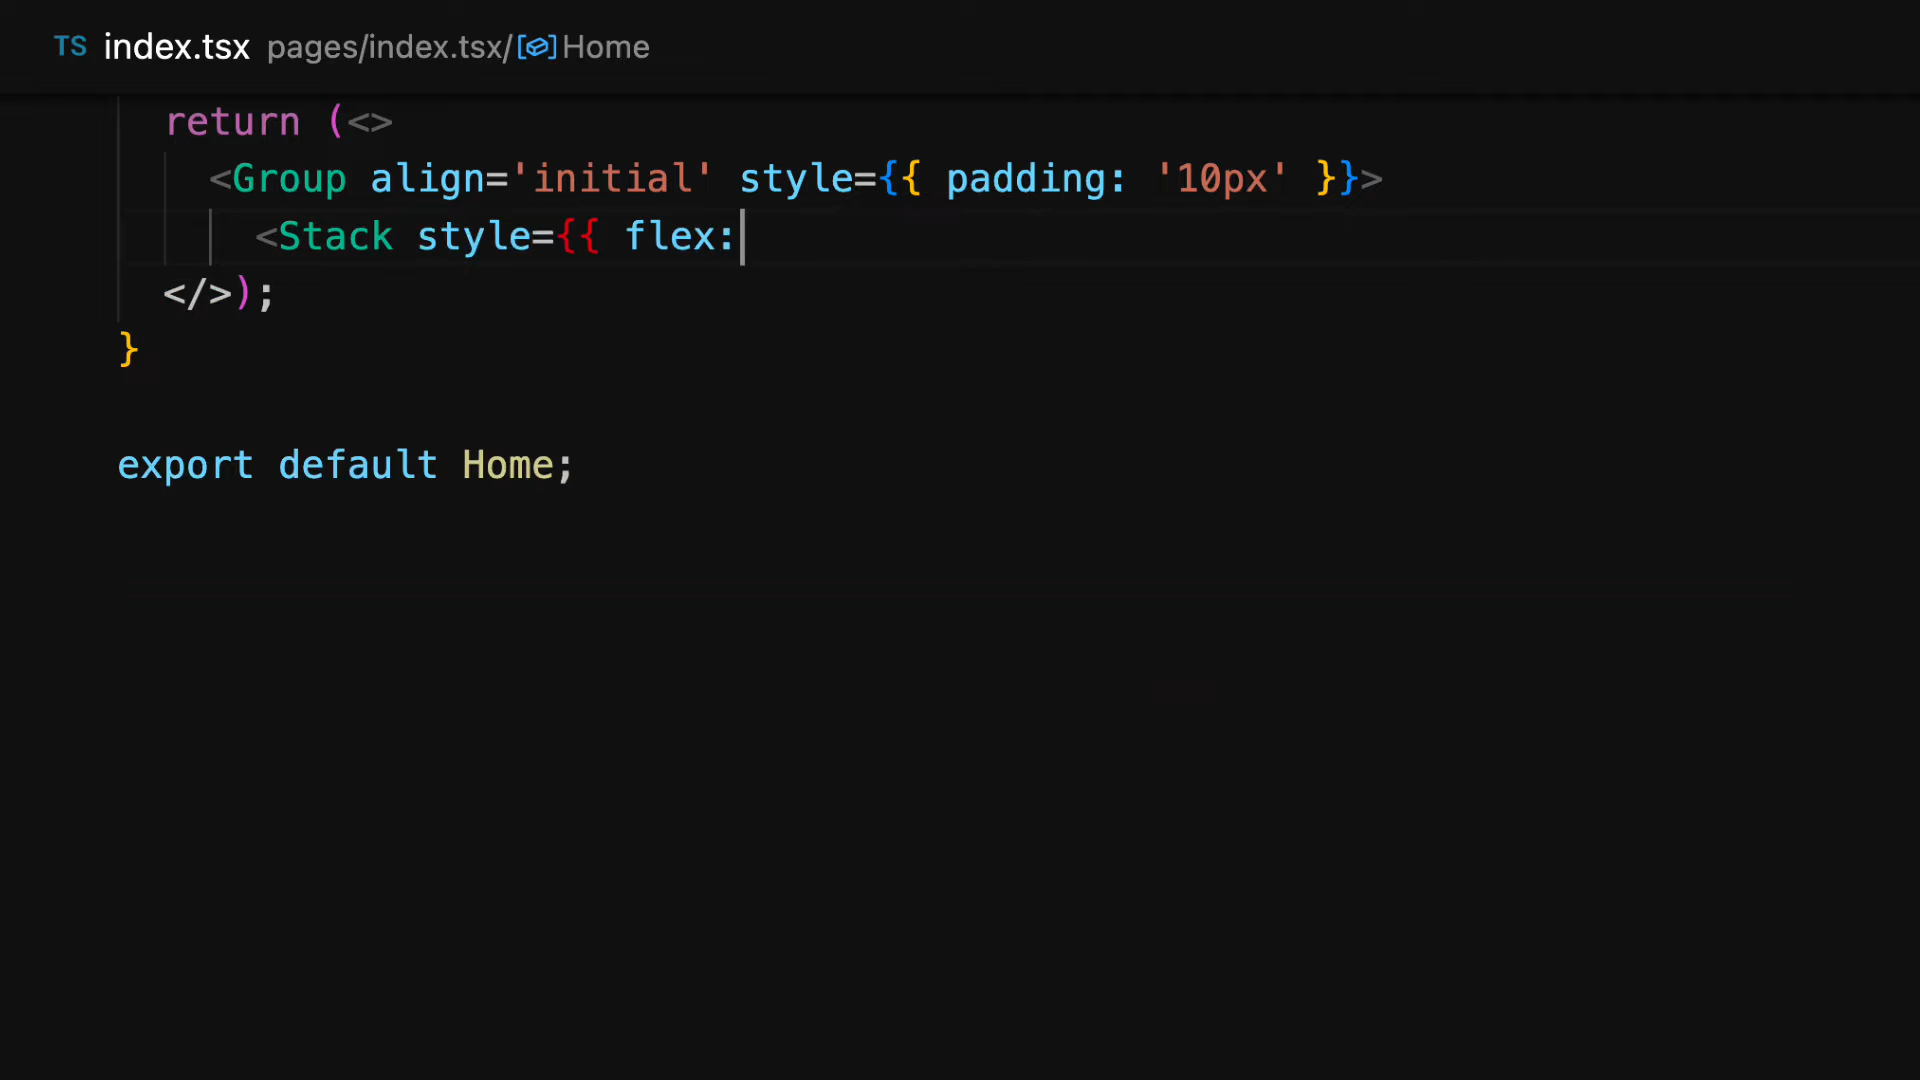 TS index.tsx pages/index.tsx/Home
return (<>
<Group align='initial' style={{ padding: '10px' }}>
<Stack style={{ flex:
</>);
}
export default Home;